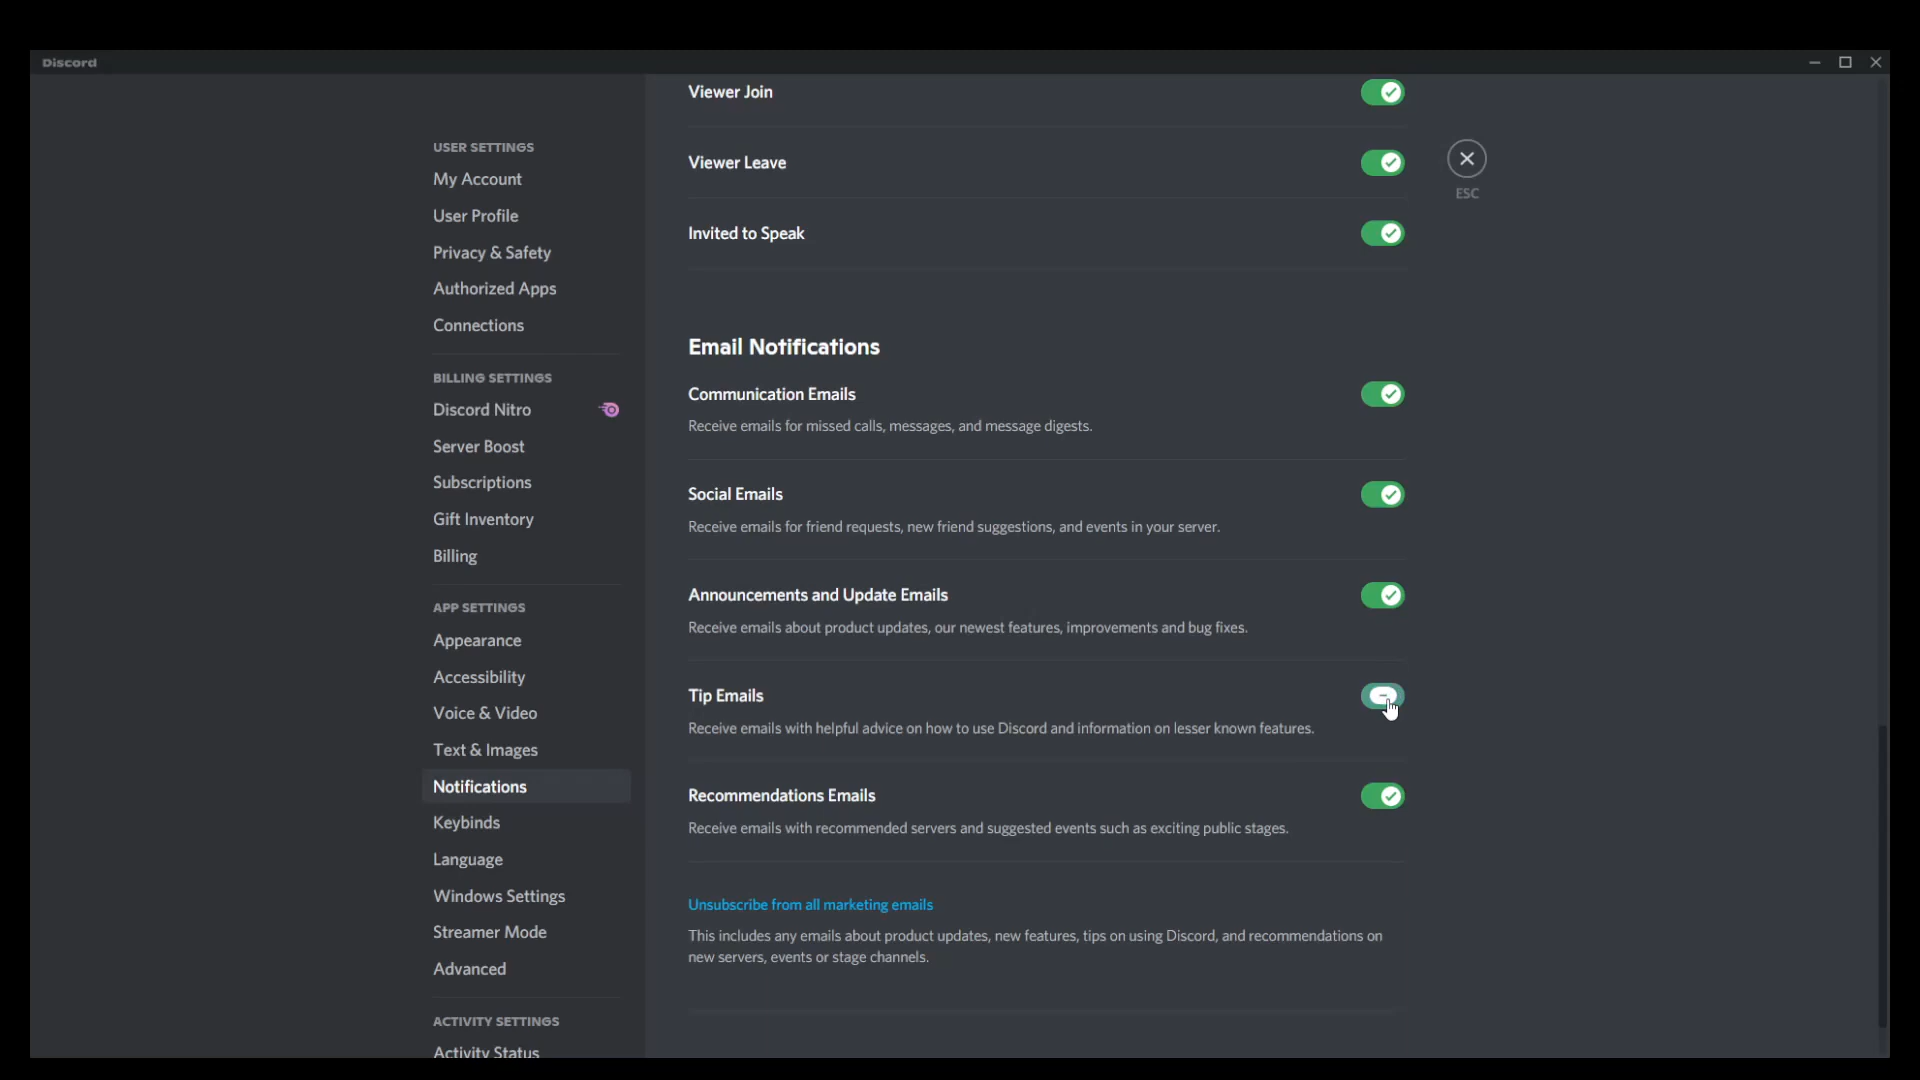 Discord
USER SETTINGS
My Account
User Profile
Privacy & Safety
Authorized Apps
Connections
BILLING SETTINGS
Discord Nitro
Server Boost
Subscriptions
Gift Inventory
Billing
APP SETTINGS
Appearance
Accessibility
Voice & Video
Text & Images
Notifications
Keybinds
Language
Windows Settings
Streamer Mode
Advanced
ACTIVITY SETTINGS
Activity Status
Viewer Join
Viewer Leave
Invited to Speak
Email Notifications
Communication Emails
Receive emails for missed calls, messages, and message digests.
Social Emails
Receive emails for friend requests, new friend suggestions, and events in your server.
Announcements and Update Emails
Receive emails about product updates, our newest features, improvements and bug fixes.
Tip Emails
Receive emails with helpful advice on how to use Discord and information on lesser known features.
Recommendations Emails
Receive emails with recommended servers and suggested events such as exciting public stages.
Unsubscribe from all marketing emails
This includes any emails about product updates, new features, tips on using Discord, and recommendations on
new servers, events or stage channels.
ESC